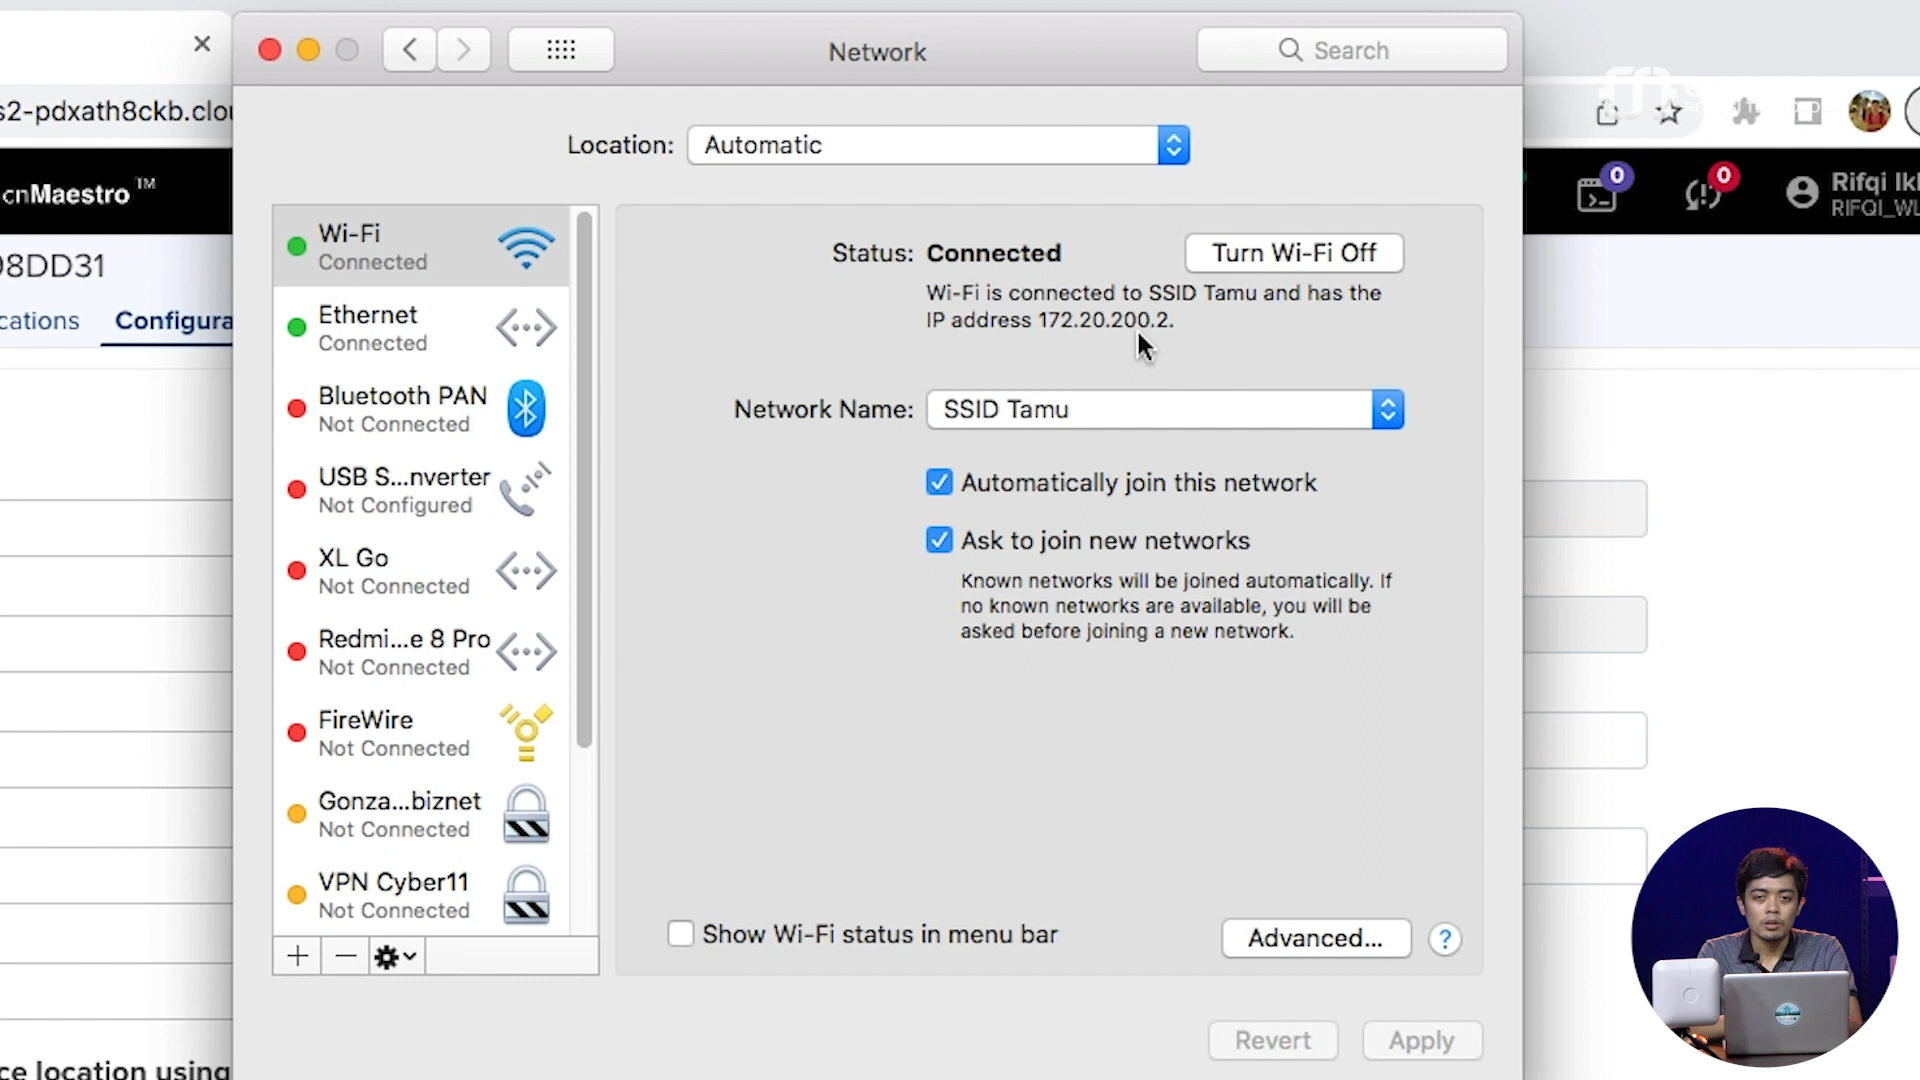 Network
Search
s2-pdxath8ckb.clou
Location: Automatic
cnMaestro™
0
0
Rifqi Ikl
RIFQI_WL
98DD31
cations
Configura
Wi-Fi
Connected
Ethernet
Connected
Bluetooth PAN
Not Connected
USB S...nverter
Not Configured
XL Go
Not Connected
Redmi...e 8 Pro
Not Connected
FireWire
Not Connected
Gonza...biznet
Not Connected
VPN Cyber11
Not Connected
Status: Connected
Turn Wi-Fi Off
Wi-Fi is connected to SSID Tamu and has the
IP address 172.20.200.2.
Network Name: SSID Tamu
Automatically join this network
Ask to join new networks
Known networks will be joined automatically. If
no known networks are available, you will be
asked before joining a new network.
Show Wi-Fi status in menu bar
Advanced...
?
Revert
Apply
ce location using